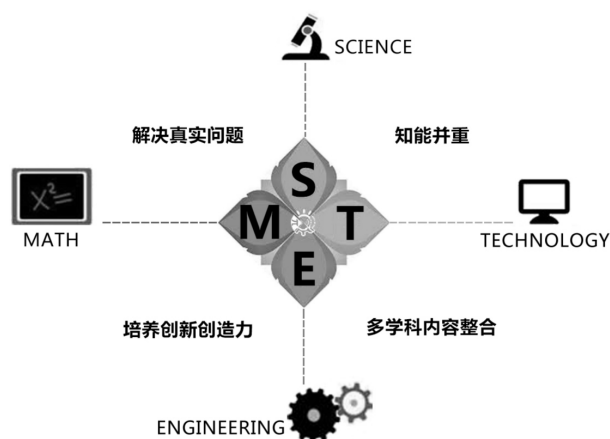 SCIENCE
解决真实问题
知能并重
S
M T
E
X²=
MATH
TECHNOLOGY
培养创新创造力
多学科内容整合
ENGINEERING